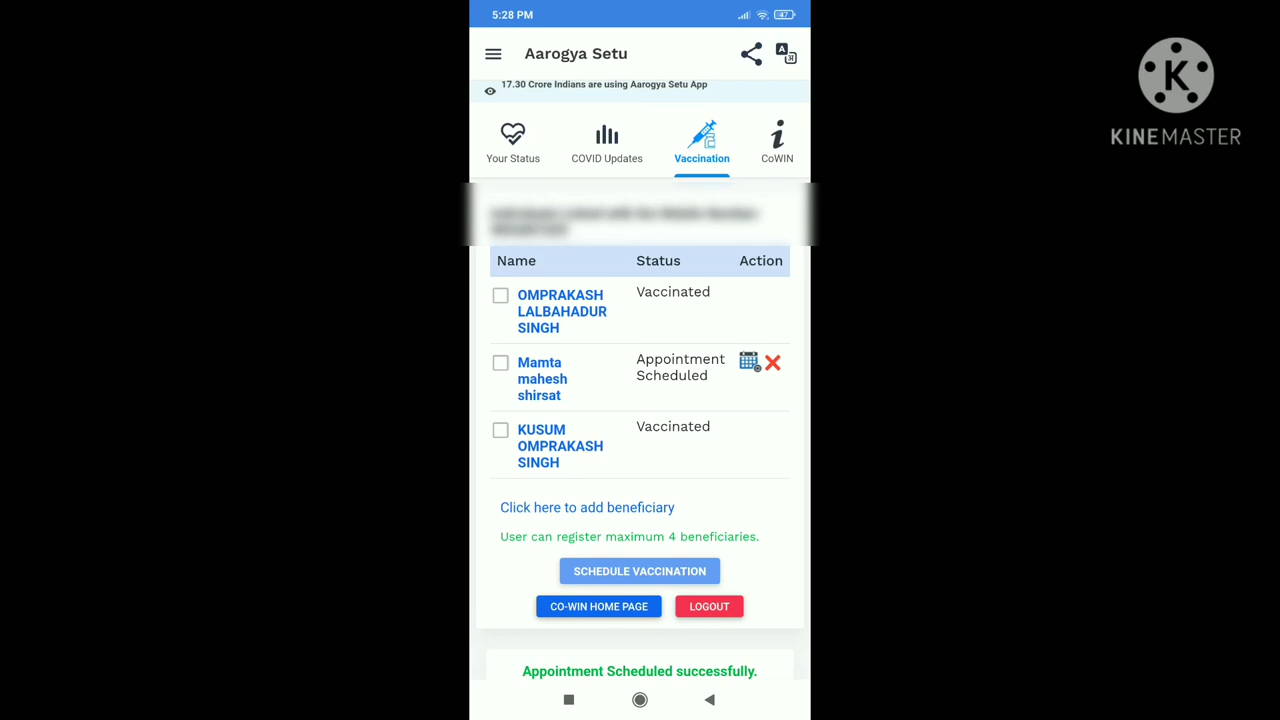 5:28 PM
47
Aarogya Setu
17.30 Crore Indians are using Aarogya Setu App
Your Status
COVID Updates
Vaccination
CoWIN
Name Status Action
OMPRAKASH
LALBAHADUR
SINGH
Vaccinated
Mamta
mahesh
shirsat
Appointment
Scheduled
KUSUM
OMPRAKASH
SINGH
Vaccinated
Click here to add beneficiary
User can register maximum 4 beneficiaries.
SCHEDULE VACCINATION
CO-WIN HOME PAGE
LOGOUT
Appointment Scheduled successfully.
K
KINEMASTER